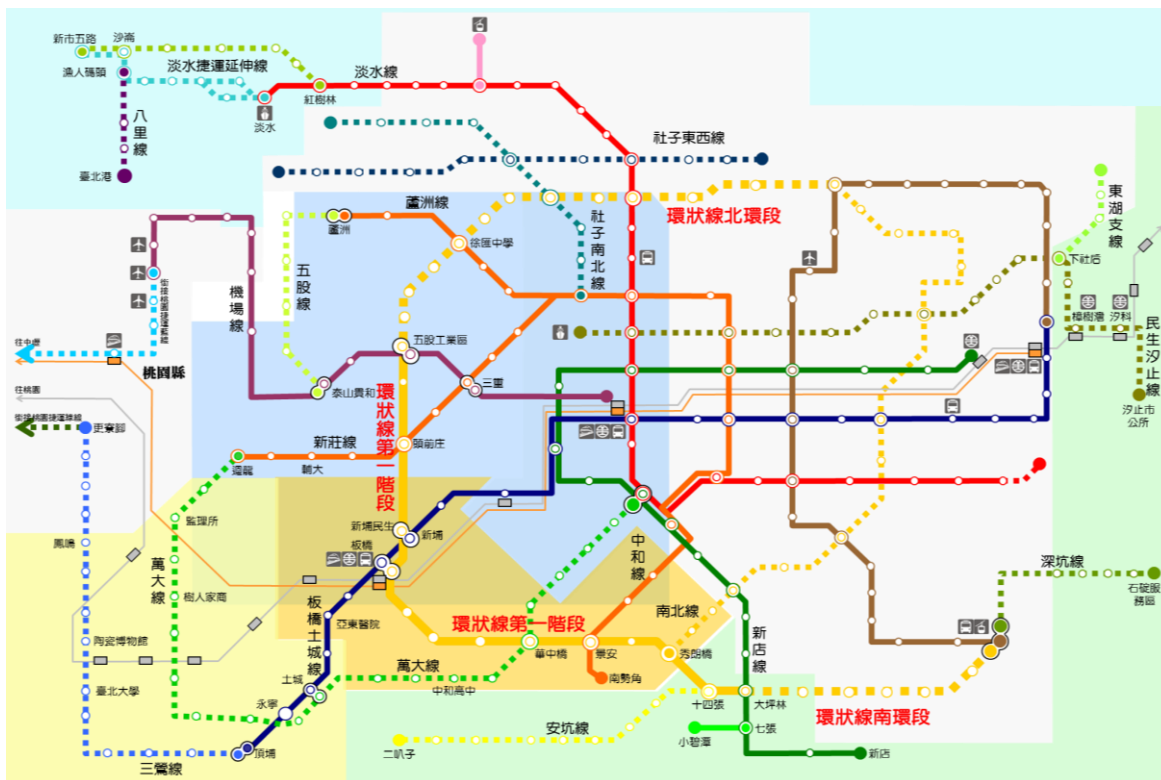 新市五路
沙崙
漁人碼頭
淡水捷運延伸線
淡水線
紅樹林
淡水
八里線
臺北港
社子東西線
環狀線北環段
蘆洲線
蘆洲
徐匯中學
社子南北線
五股線
機場線
銜接桃園捷運藍線
東湖支線
下社后
樟樹灣
汐科
民生汐止線
汐止市
公所
往中壢
桃園縣
往桃園
五股工業區
泰山貴和
三重
環狀線第一階段
頭前庄
新莊線
輔大
迴龍
更寮腳
監理所
新埔民生
新埔
板橋
鳳鳴
萬大線
樹人家商
板橋土城線
亞東醫院
中和線
環狀線第一階段
南北線
深坑線
石碇服
務區
陶瓷博物館
萬大線
華中橋
景安
秀朗橋
新店線
臺北大學
土城
中和高中
南勢角
永寧
十四張
大坪林
環狀線南環段
頂埔
三鶯線
安坑線
二叭子
小碧潭
七張
新店